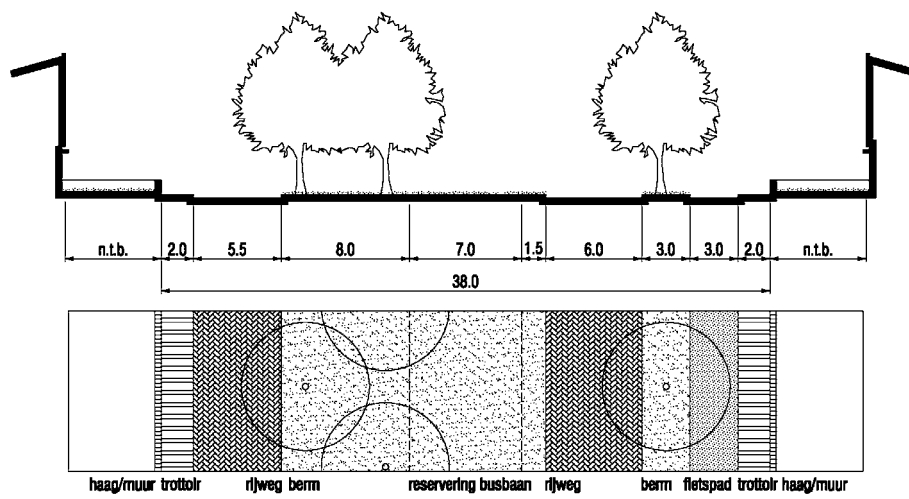 n.t.b. 2.0 5.5 8.0 7.0 1.5 6.0 3.0 3.0 2.0 n.t.b.
38.0
haag/muur trottoir rijweg berm reservering busbaan rijweg berm fietspad trottoir haag/muur